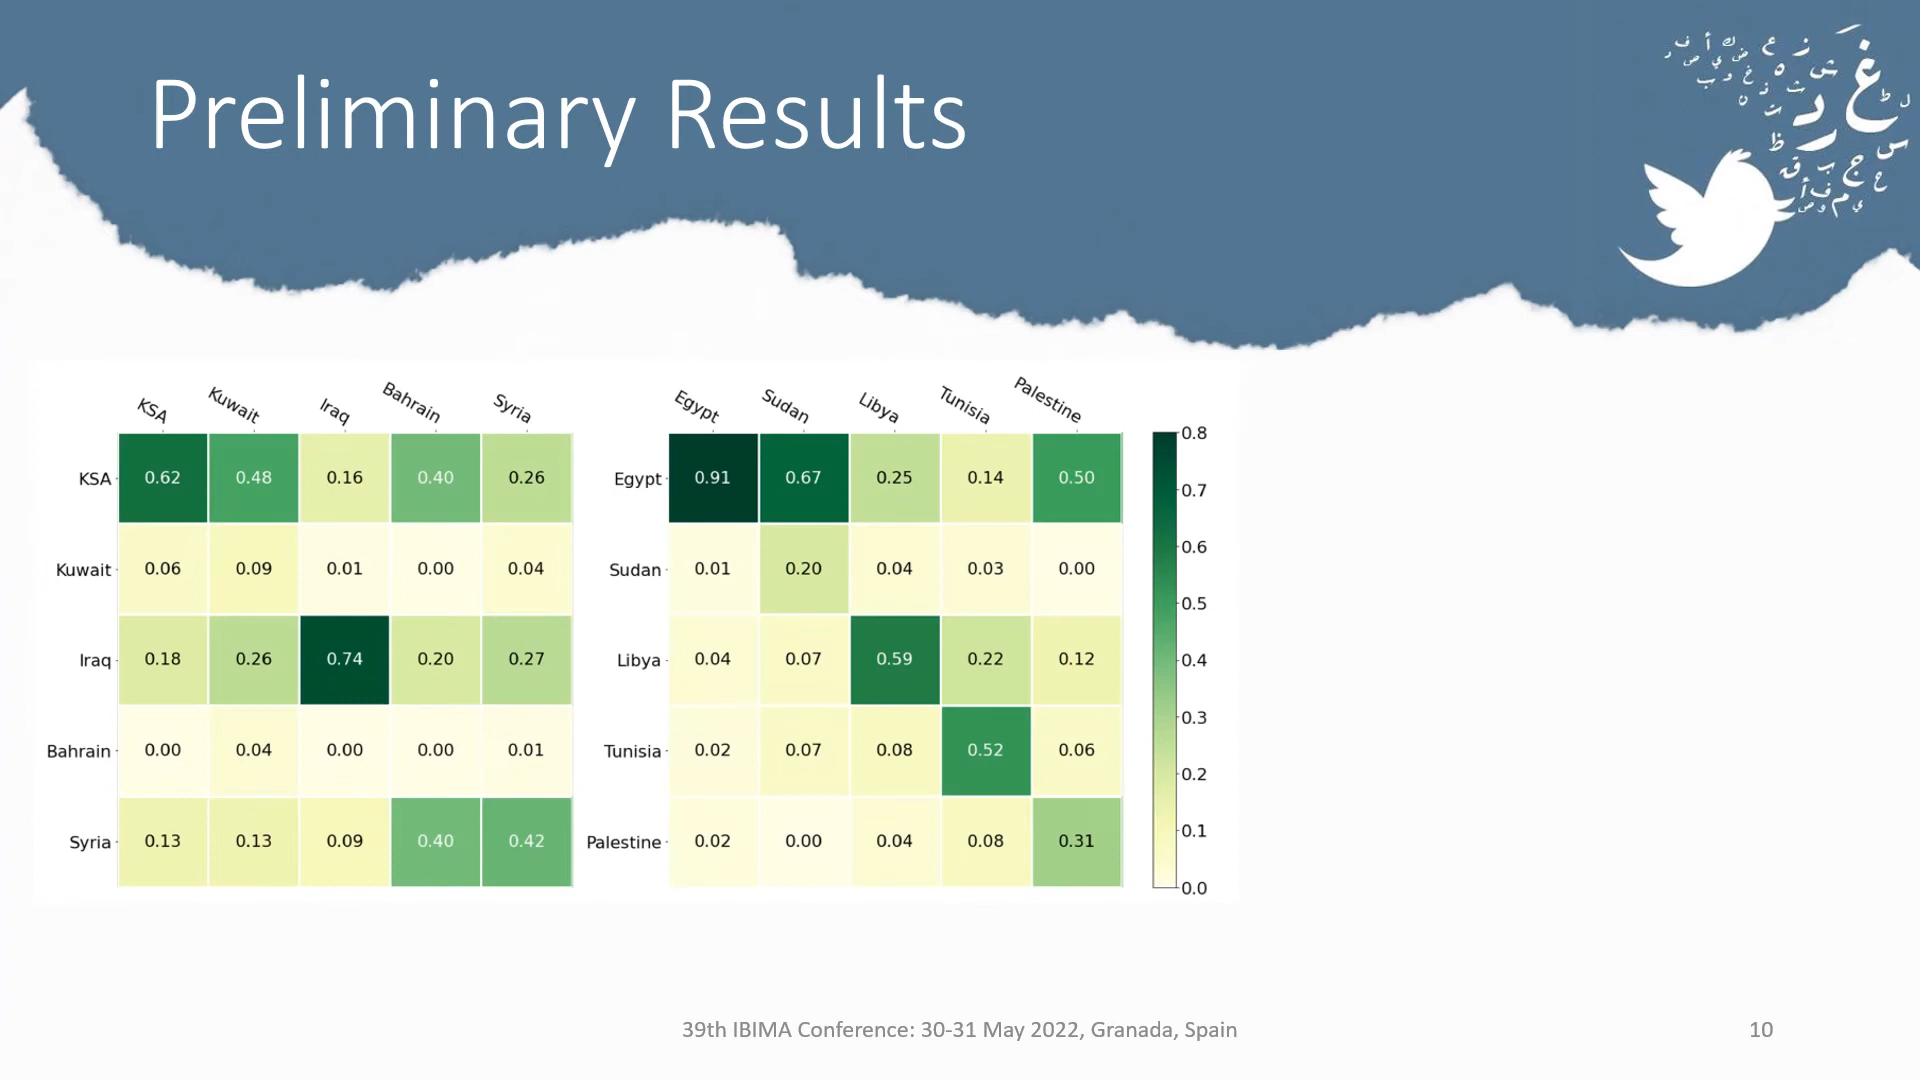 Preliminary Results
KSA Kuwait Iraq Bahrain Syria
KSA 0.62 0.48 0.16 0.40 0.26
Kuwait 0.06 0.09 0.01 0.00 0.04
Iraq 0.18 0.26 0.74 0.20 0.27
Bahrain 0.00 0.04 0.00 0.00 0.01
Syria 0.13 0.13 0.09 0.40 0.42
Egypt Sudan Libya Tunisia Palestine
Egypt 0.91 0.67 0.25 0.14 0.50
Sudan 0.01 0.20 0.04 0.03 0.00
Libya 0.04 0.07 0.59 0.22 0.12
Tunisia 0.02 0.07 0.08 0.52 0.06
Palestine 0.02 0.00 0.04 0.08 0.31
0.8
0.7
0.6
0.5
0.4
0.3
0.2
0.1
0.0
39th IBIMA Conference: 30-31 May 2022, Granada, Spain
10